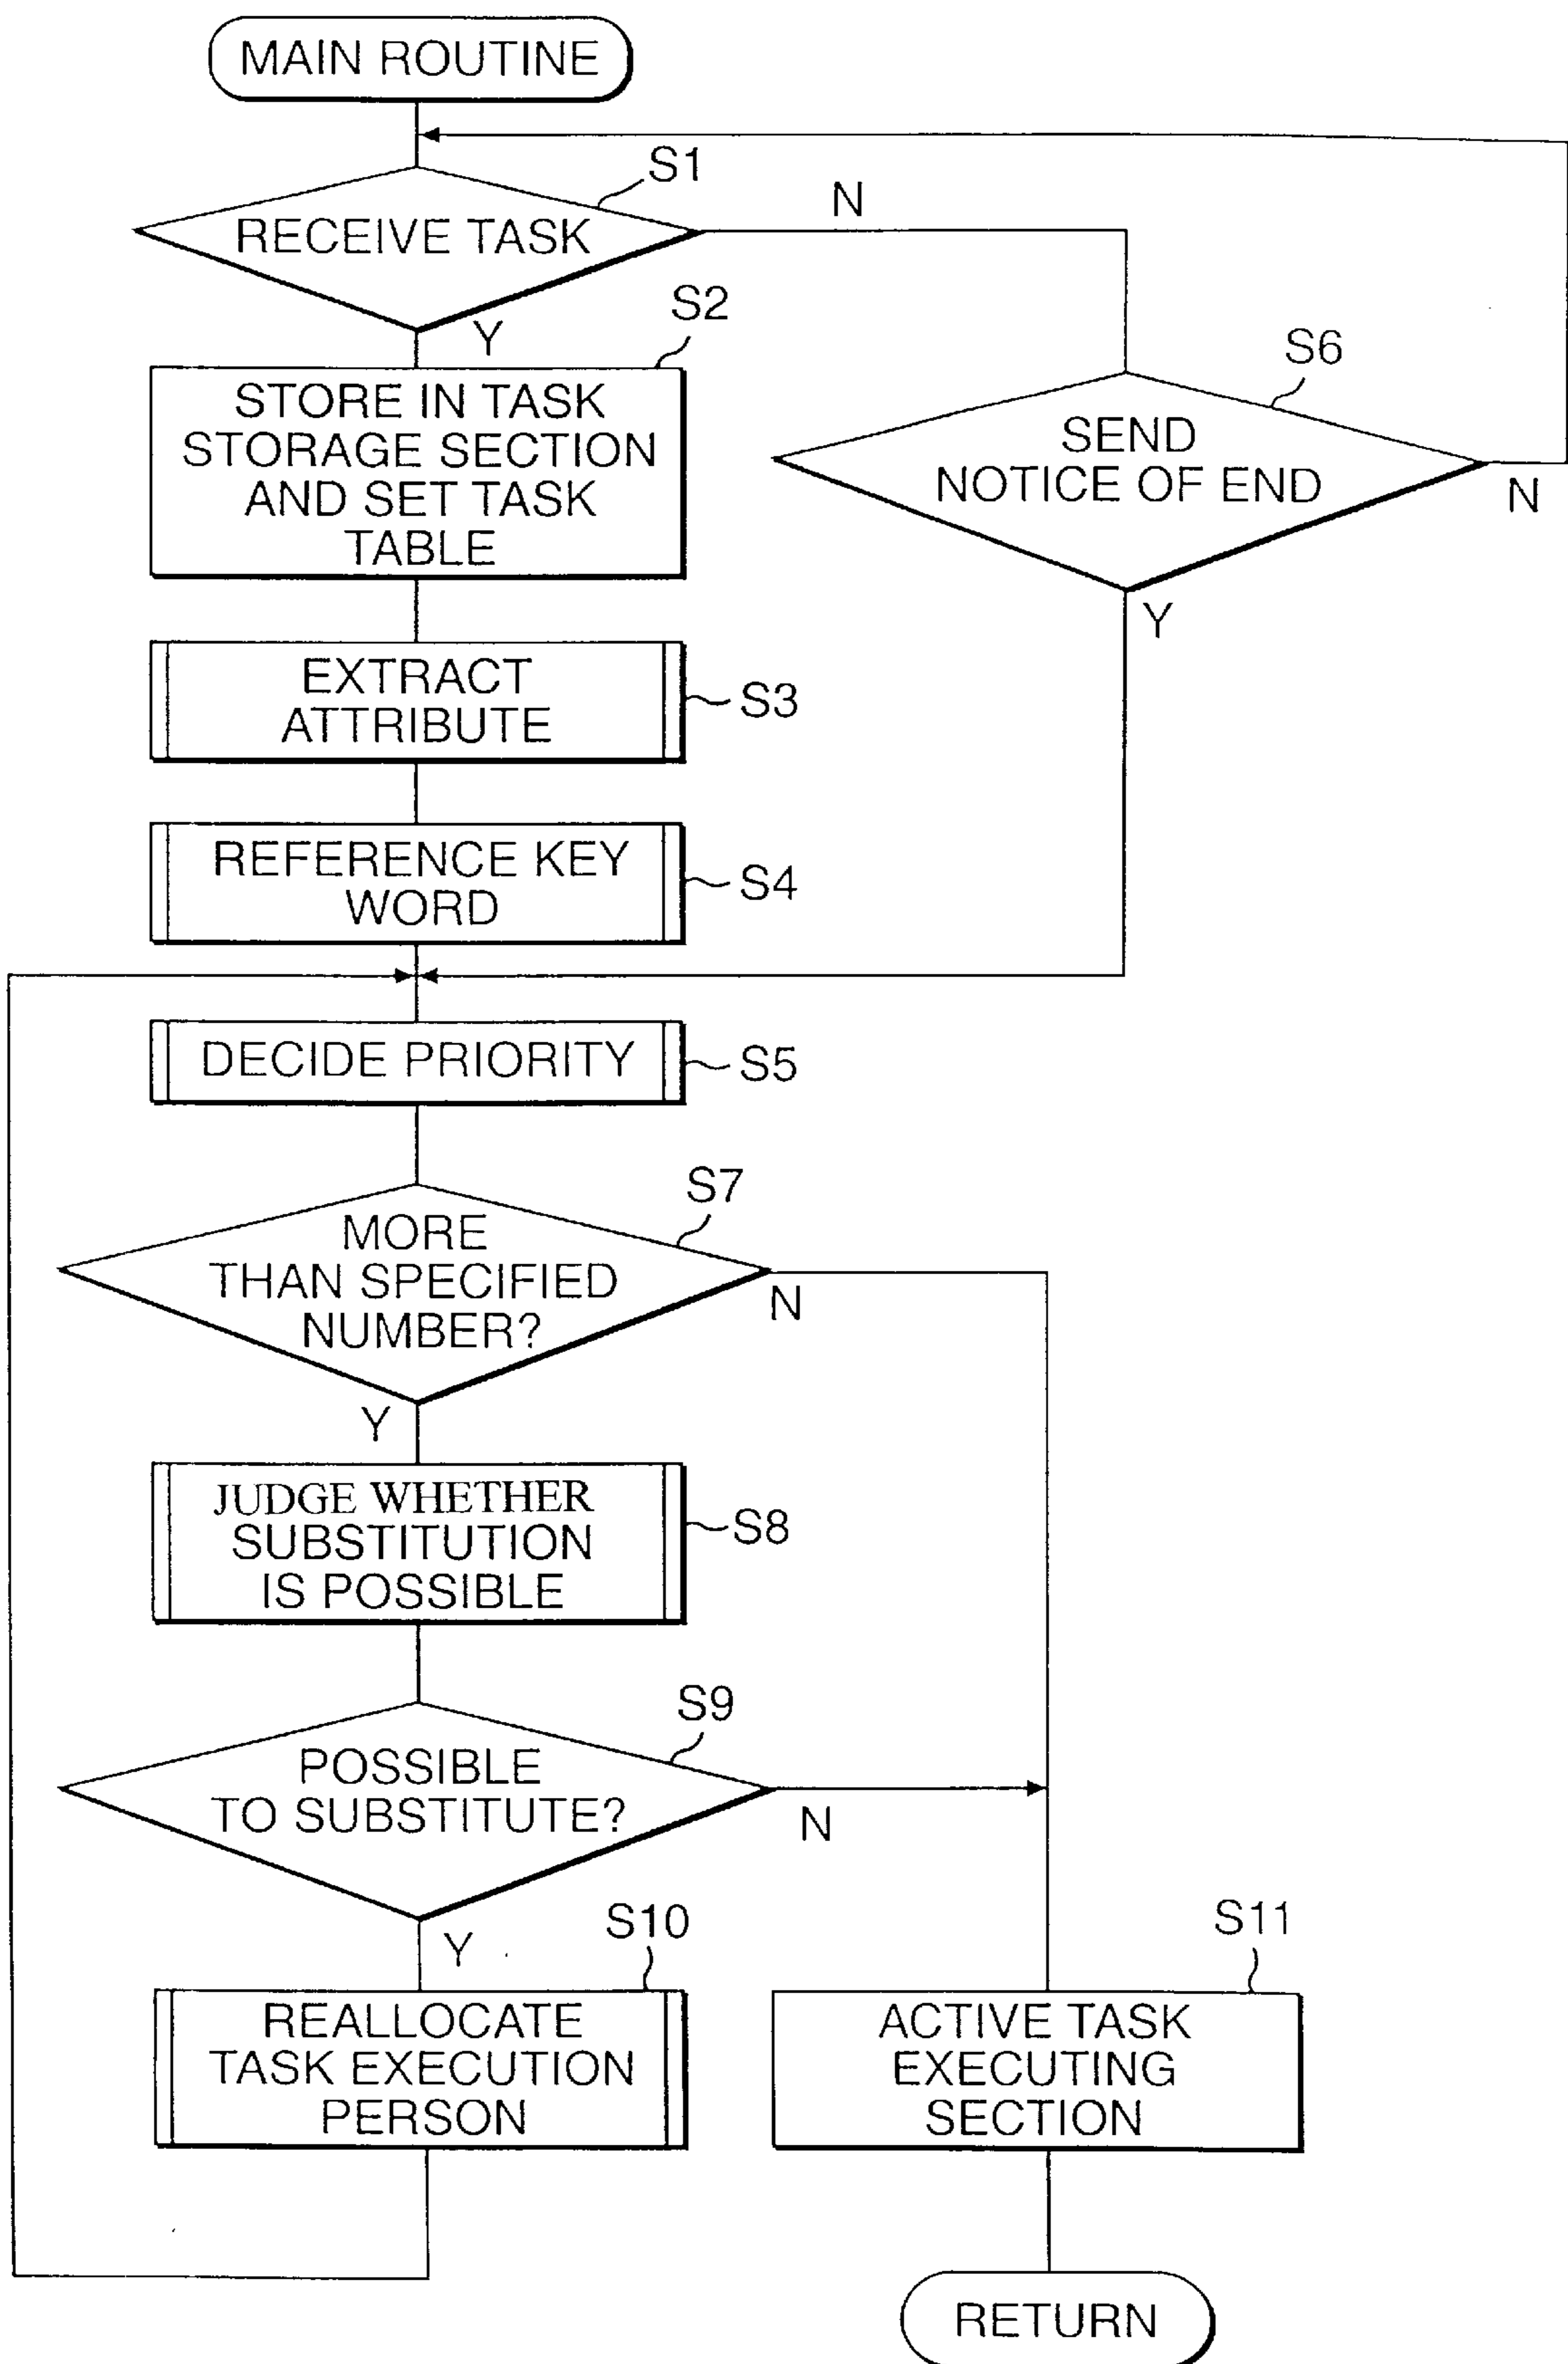 MAIN ROUTINE
S1
RECEIVE TASK
N
Y
S2
STORE IN TASK
STORAGE SECTION
AND SET TASK
TABLE
S6
SEND
NOTICE OF END
N
Y
EXTRACT
ATTRIBUTE
S3
REFERENCE KEY
WORD
S4
DECIDE PRIORITY
S5
S7
MORE
THAN SPECIFIED
NUMBER?
N
Y
JUDGE WHETHER
SUBSTITUTION
IS POSSIBLE
S8
S9
POSSIBLE
TO SUBSTITUTE?
N
Y
S10
REALLOCATE
TASK EXECUTION
PERSON
S11
ACTIVE TASK
EXECUTING
SECTION
RETURN